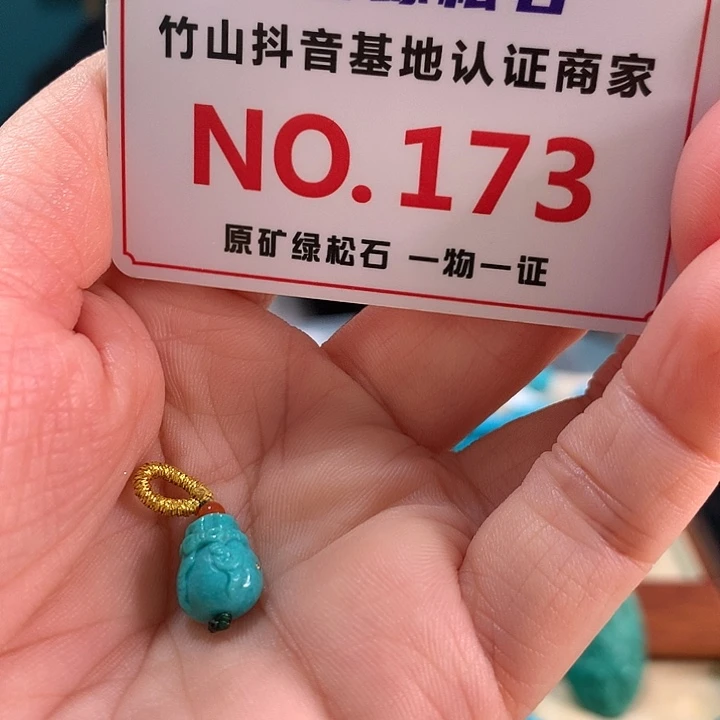 竹山抖音基地认证商家
NO.173
原矿绿松石 一物一证